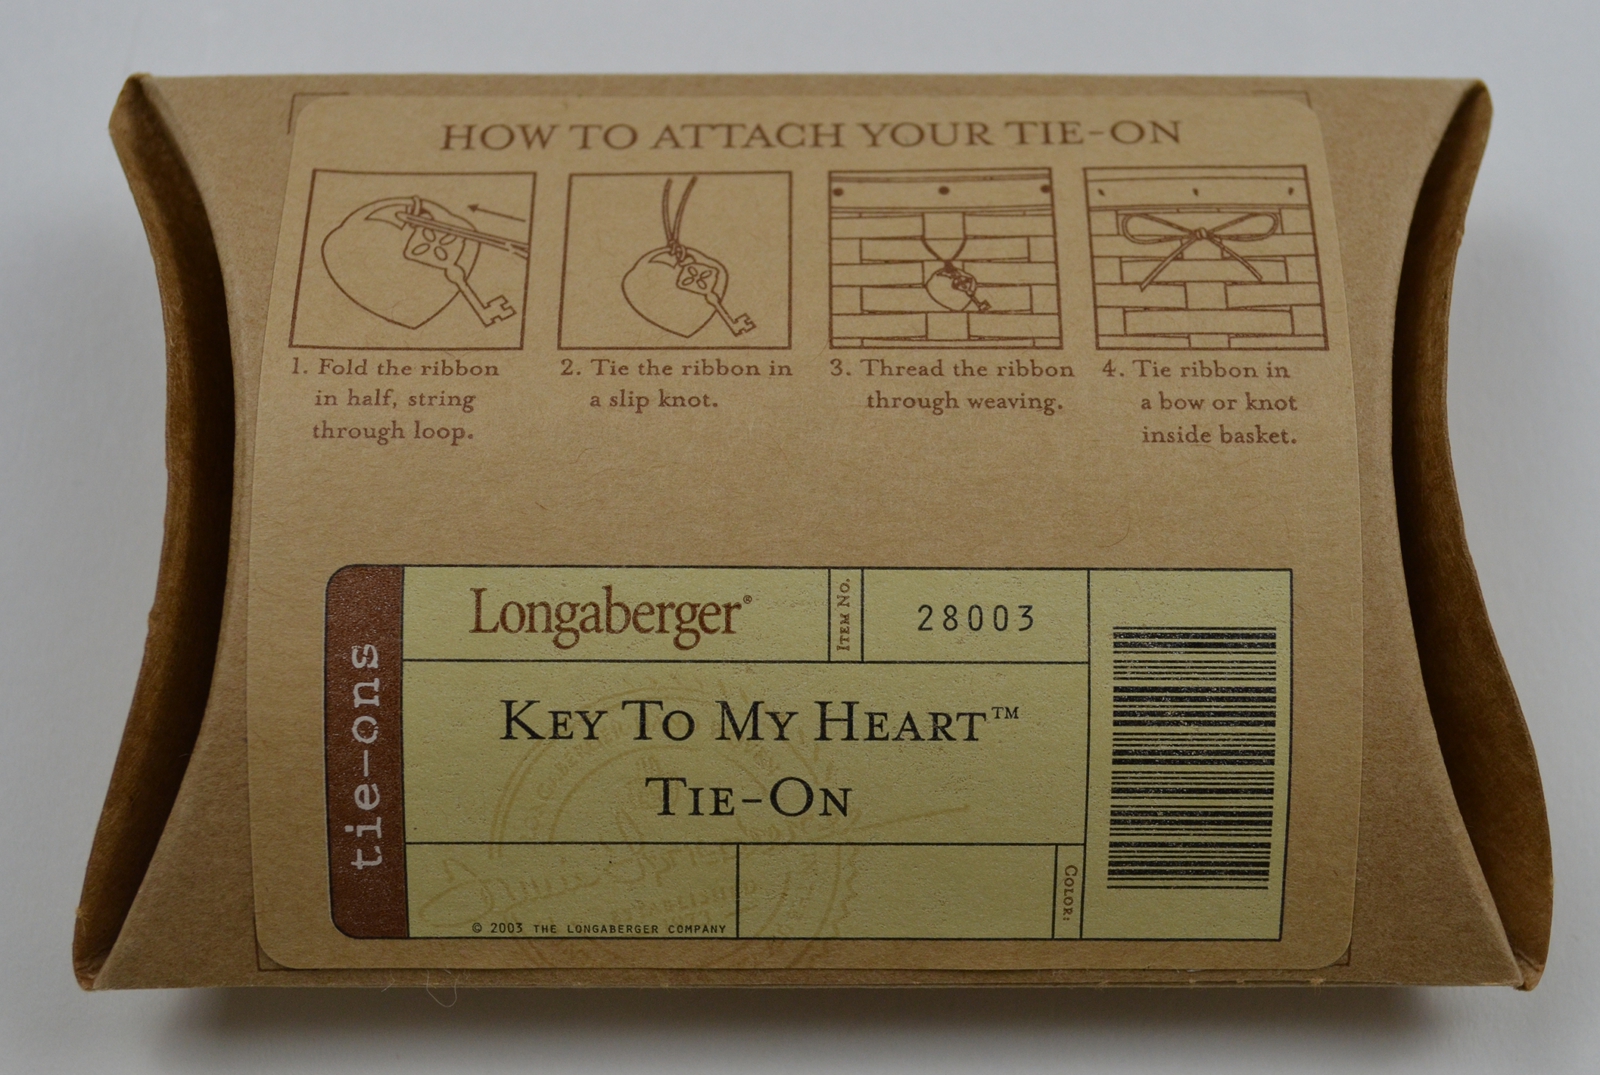 HOW TO ATTACH YOUR TIE-ON
1. Fold the ribbon
in half, string
through loop.
2. Tie the ribbon in
a slip knot.
3. Thread the ribbon
through weaving.
4. Tie ribbon in
a bow or knot
inside basket.
tie-ons
Longaberger®
ITEM NO.
28003
KEY TO MY HEART™
TIE-ON
© 2003 THE LONGABERGER COMPANY
COLOR: